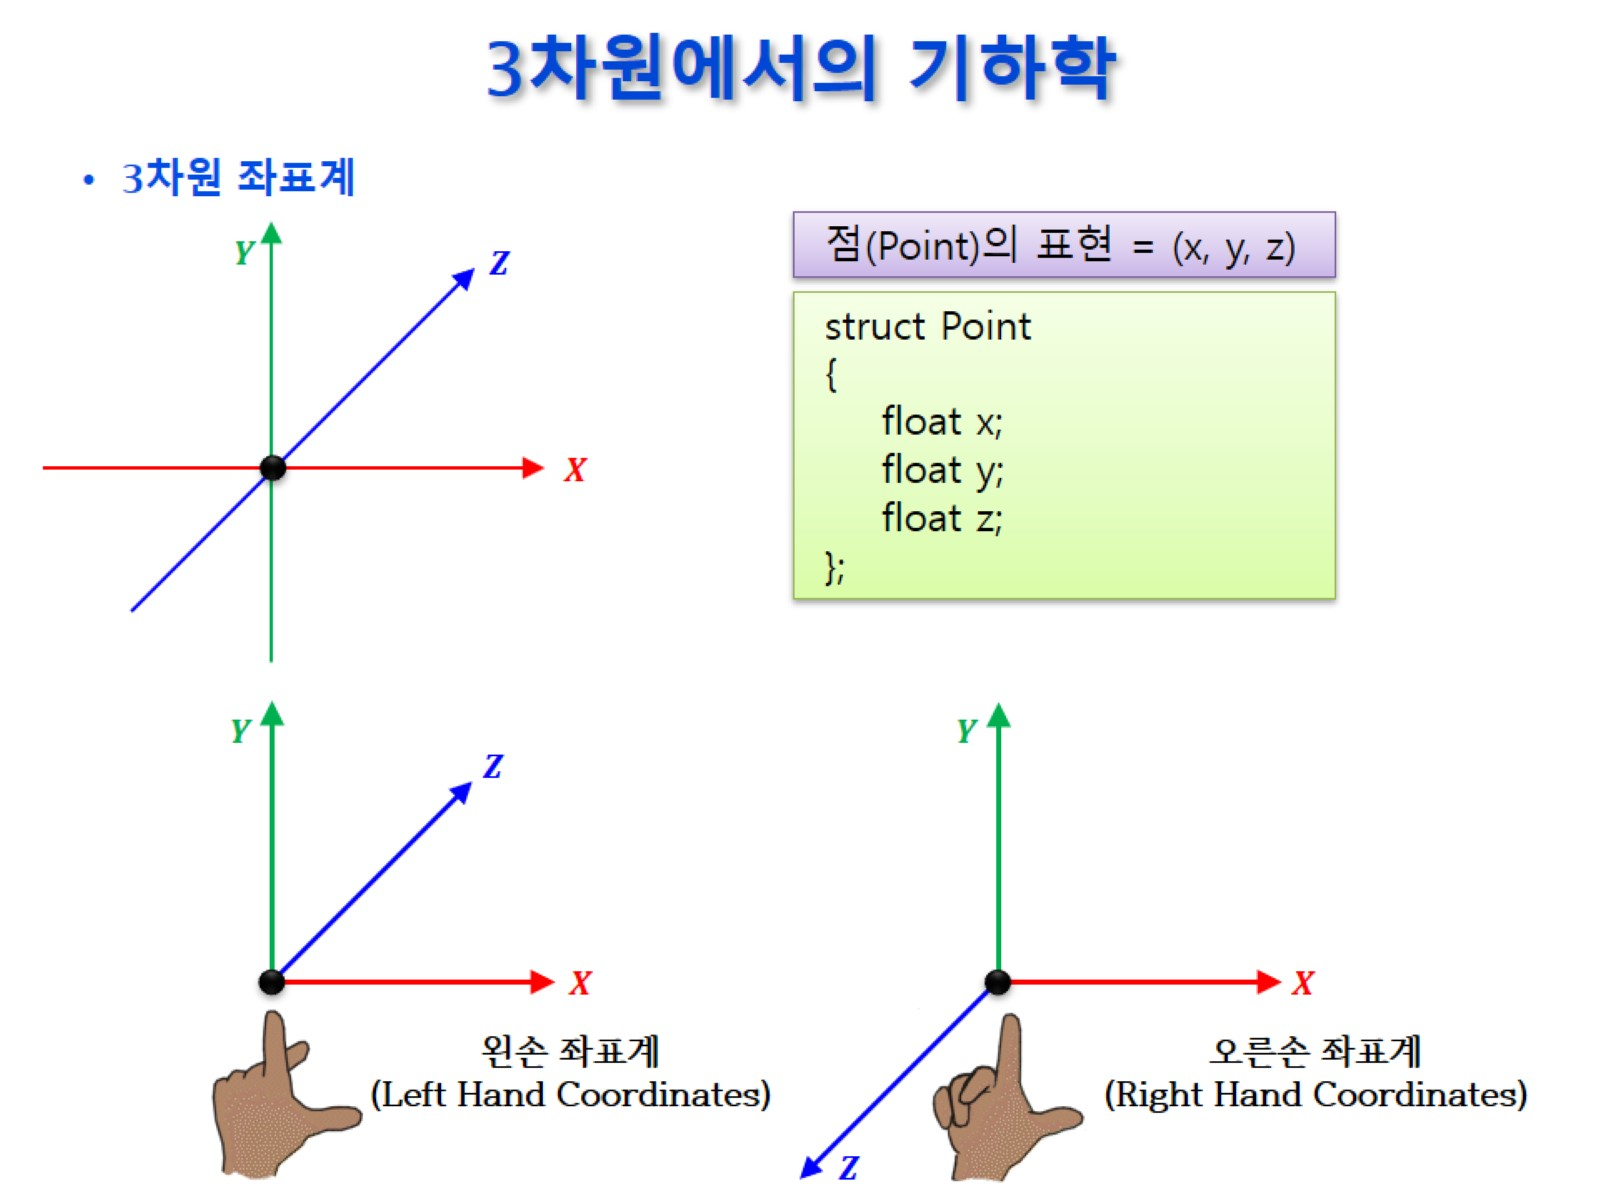 3차원에서의 기하학
• 3차원 좌표계
Y
Z
X
점(Point)의 표현 = (x, y, z)
struct Point
{
float x;
float y;
float z;
};
Y
Z
X
왼손 좌표계
(Left Hand Coordinates)
Y
X
Z
오른손 좌표계
(Right Hand Coordinates)